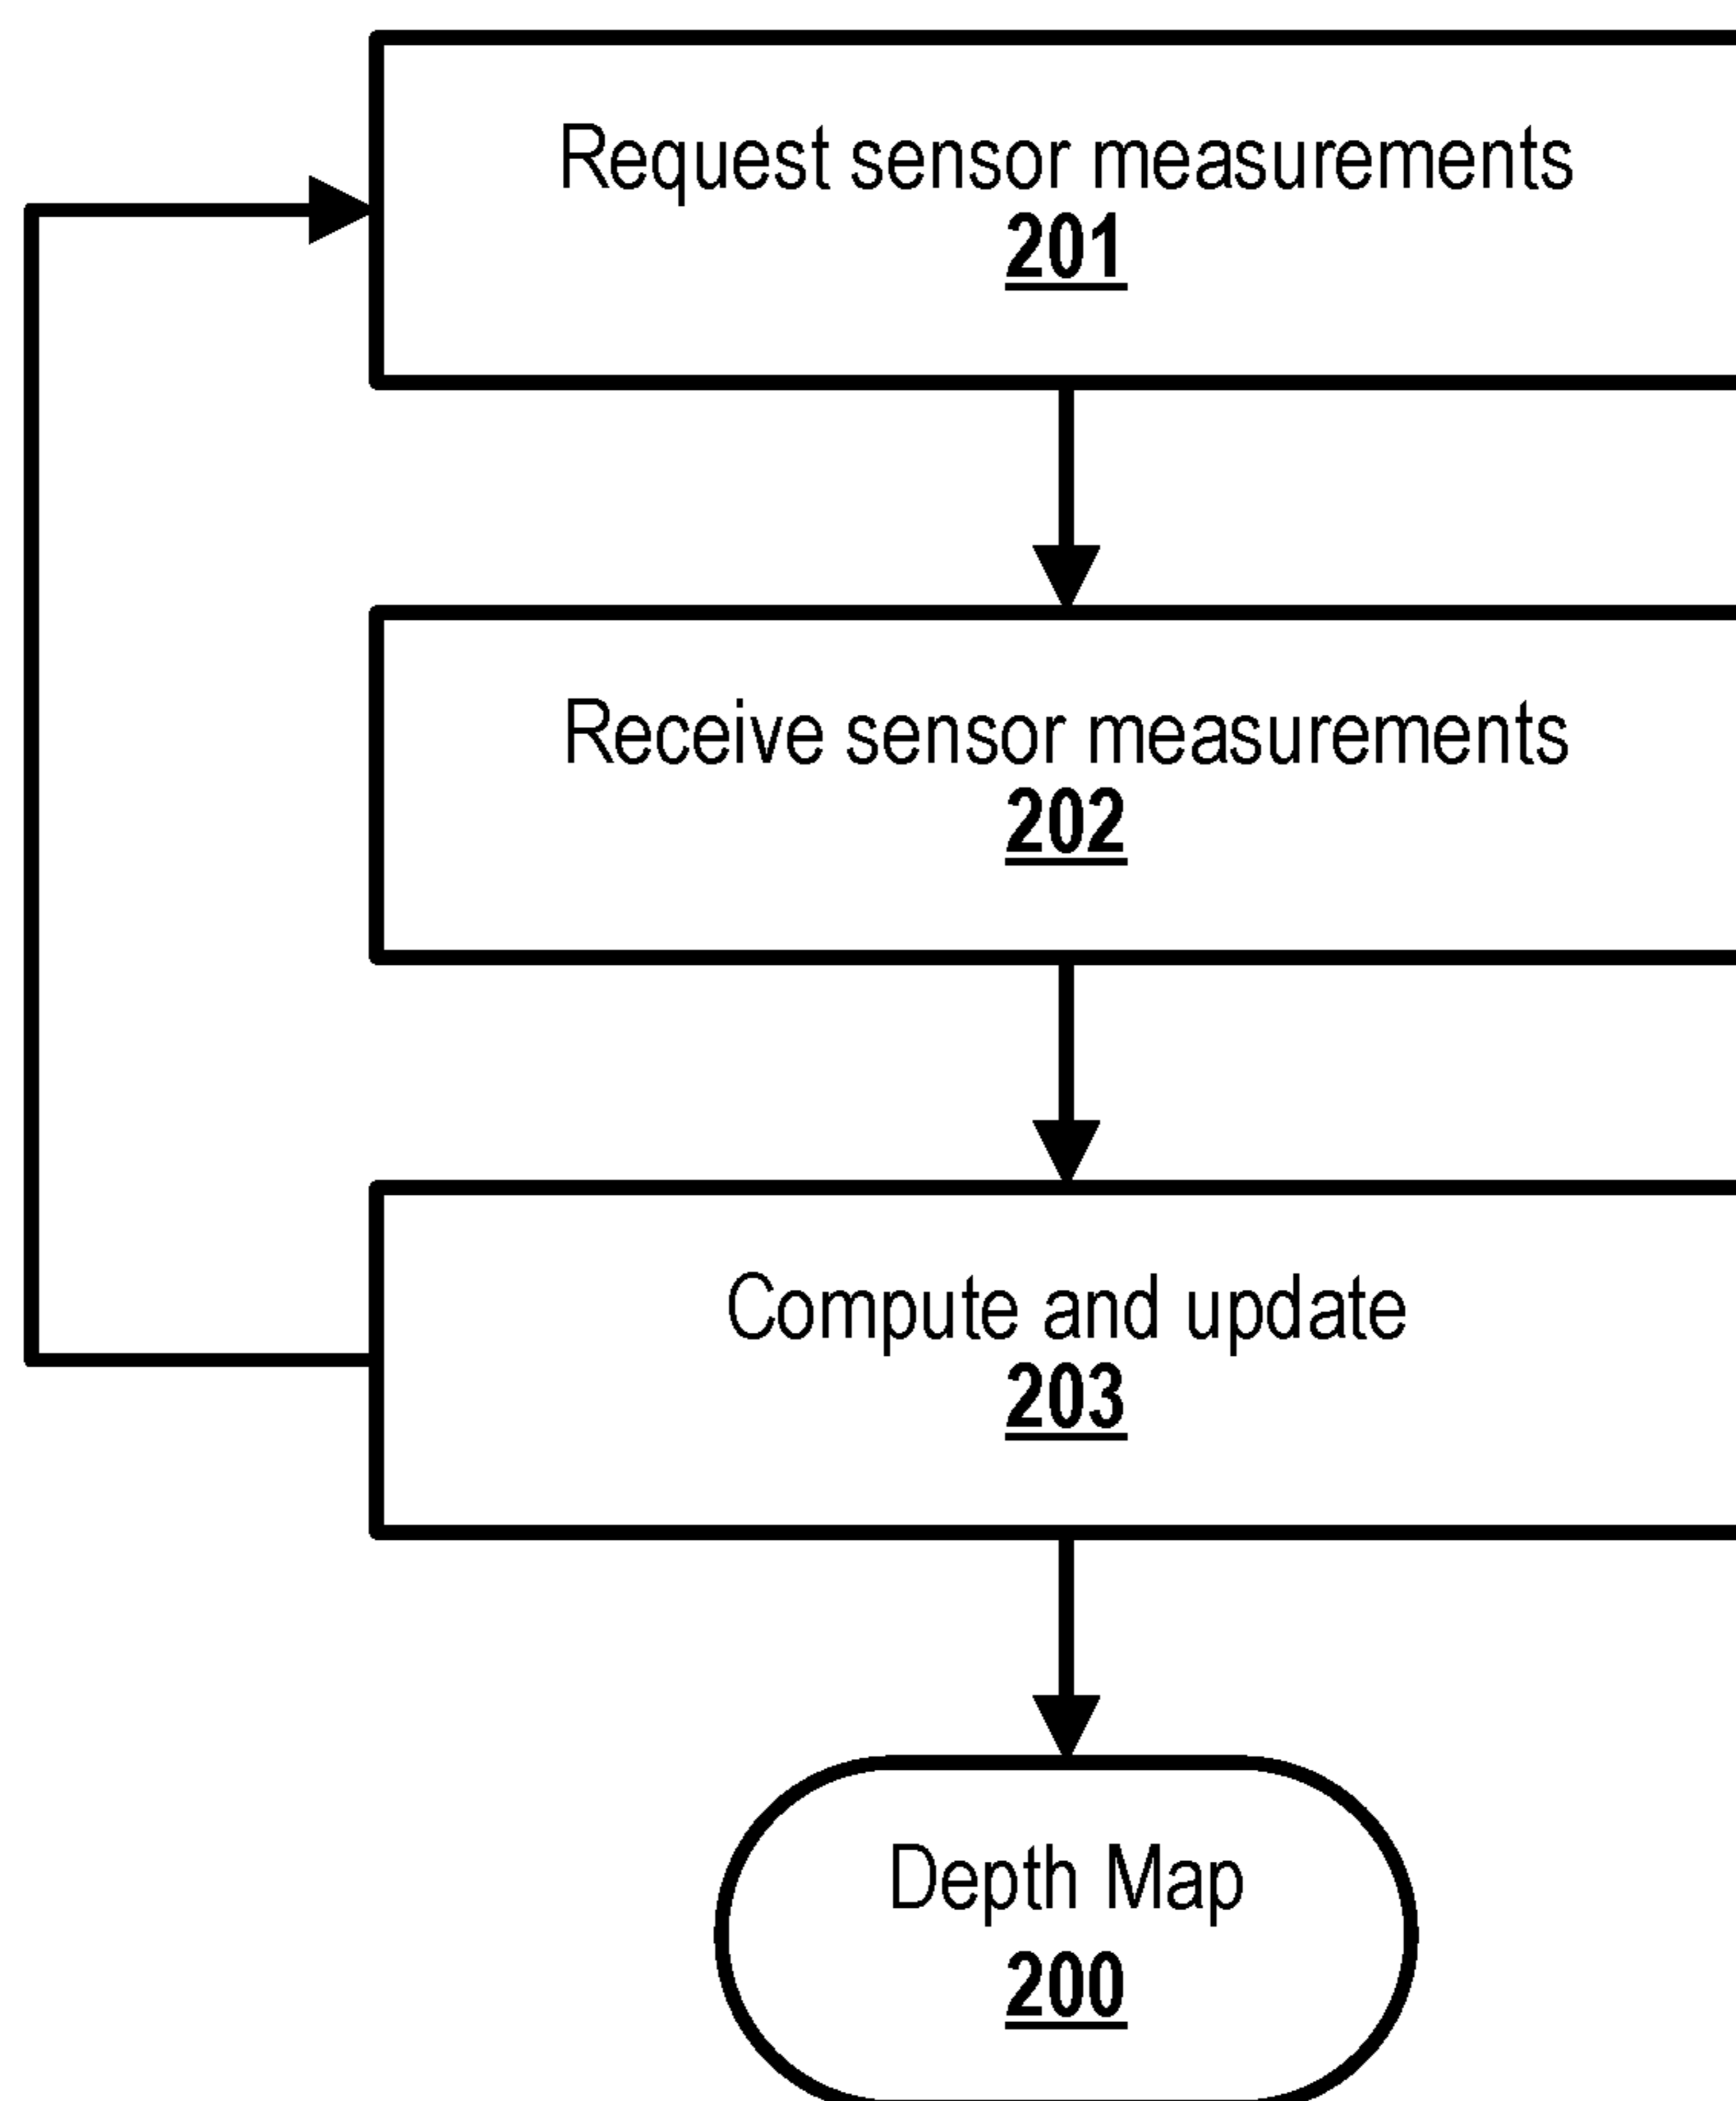 Request sensor measurements
201
Receive sensor measurements
202
Compute and update
203
Depth Map
200